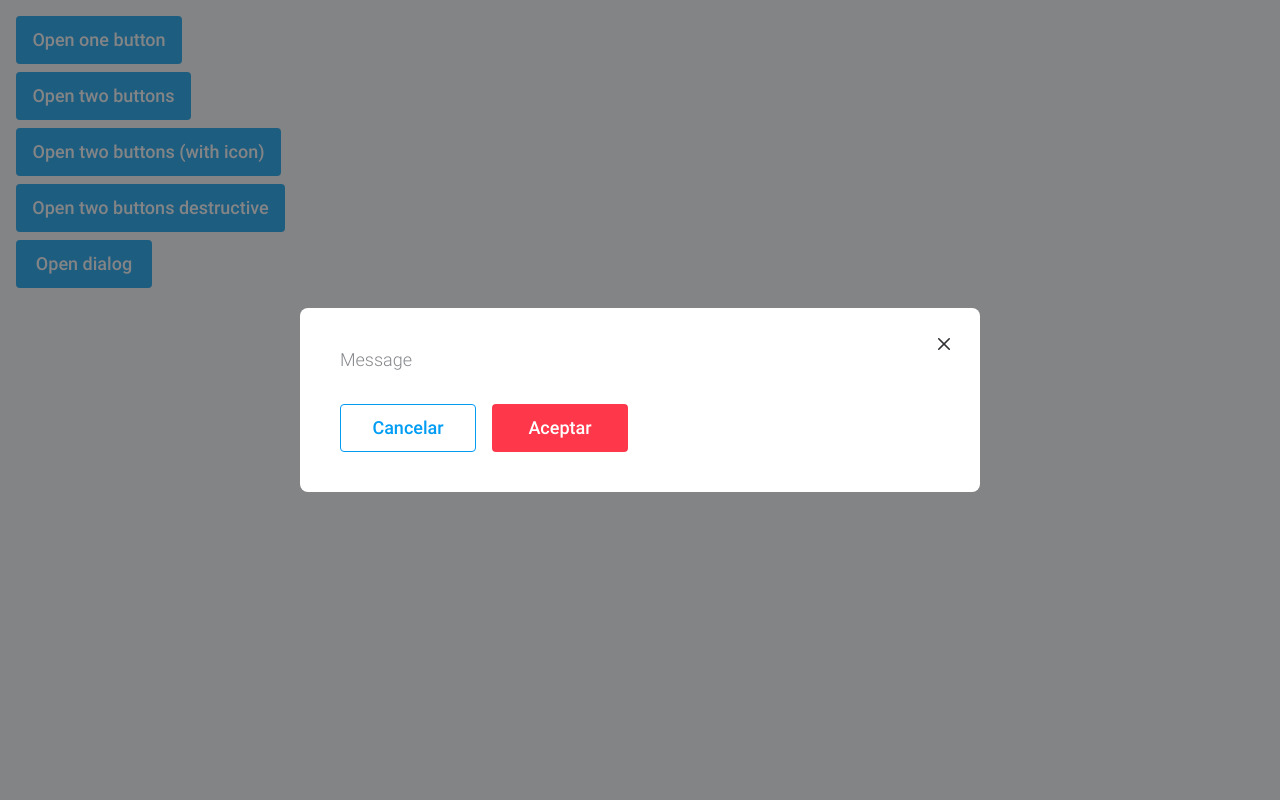 Open one button
Open two buttons
Open two buttons (with icon)
Open two buttons destructive
Open dialog
Message
Cancelar
Aceptar